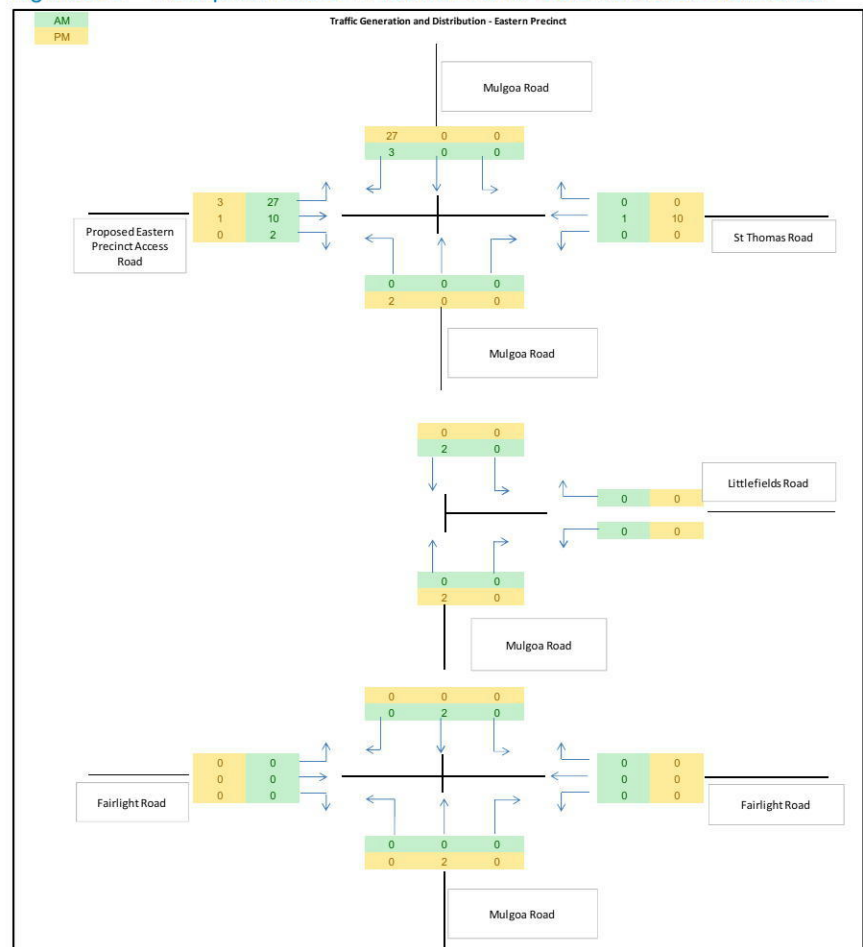 AM
Traffic Generation and Distribution - Eastern Precinct
PM
Mulgoa Road
27 0 0
3 0 0
3 27 0 0
1 10 1 10
0 2 0 0
Proposed Eastern
Precinct Access
Road
St Thomas Road
0 0 0
2 0 0
Mulgoa Road
0 0
2 0
Littlefields Road
0 0
0 0
0 0
2 0
Mulgoa Road
0 0 0
0 2 0
0 0 0 0
0 0 0 0
0 0 0 0
Fairlight Road
Fairlight Road
0 0 0
0 2 0
Mulgoa Road